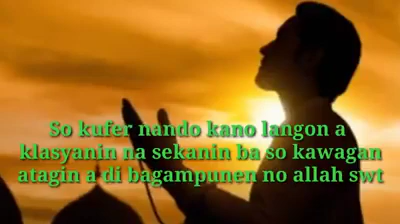 So kufer nando kano langon a
klasyanin na sekanin ba so kawagan
atagin a di bagampunen no allah swt